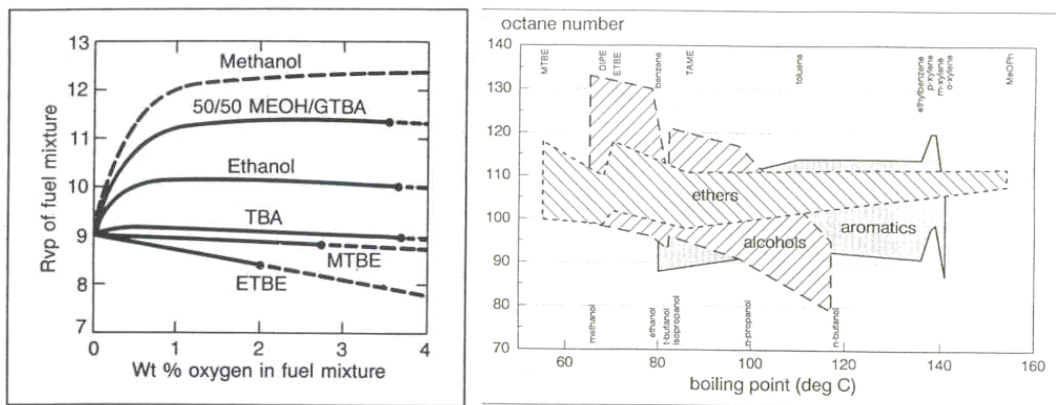 13
12
11
10
9
8
7
Rvp of fuel mixture
Methanol
50/50 MEOH/GTBA
Ethanol
TBA
MTBE
ETBE
0
1
2
3
4
Wt % oxygen in fuel mixture
octane number
140
130
120
110
100
90
80
70
MTBE
DIPE
ETBE
benzene
TAME
toluene
ethylbenzene
p-xylene
m-xylene
o-xylene
MeOPh
ethers
alcohols
aromatics
methanol
ethanol
t-butanol
isopropanol
n-propanol
n-butanol
60
80
100
120
140
160
boiling point (deg C)